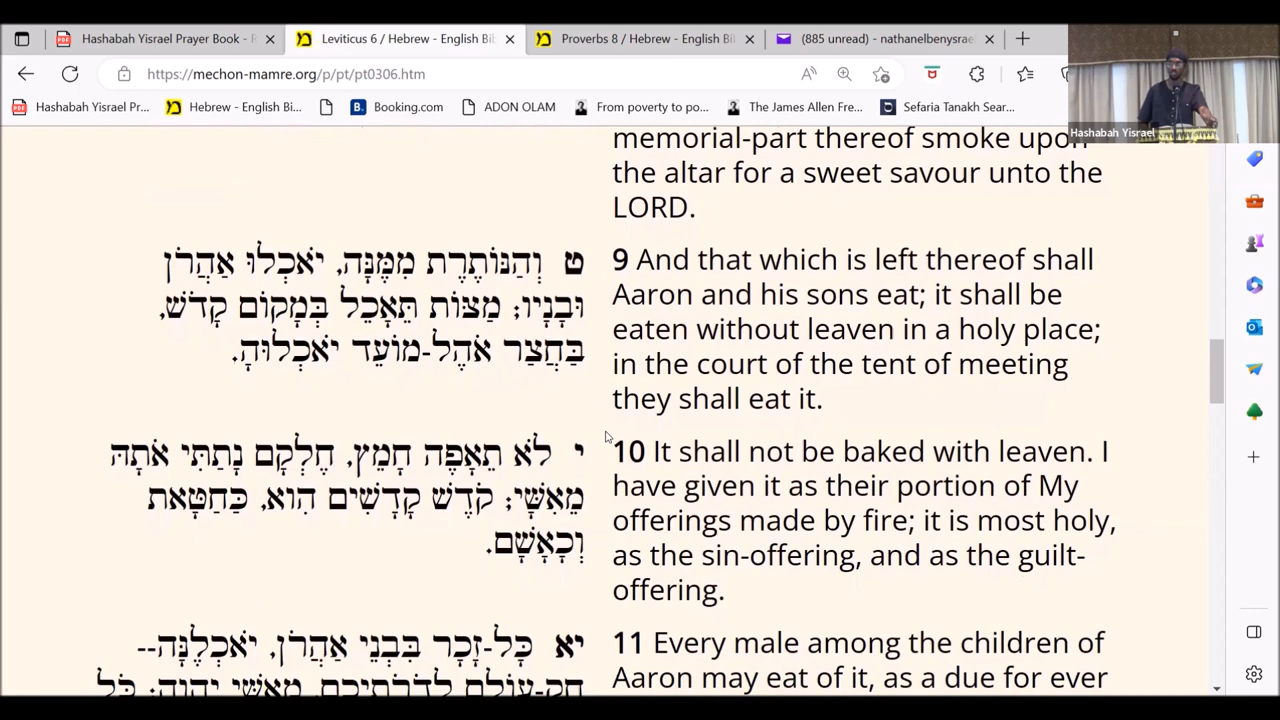 Hashabah Yisrael Prayer Book - 
Leviticus 6 / Hebrew - English Bi
Proverbs 8 / Hebrew - English Bi
(885 unread) - nathanelbenysrae
https://mechon-mamre.org/p/pt/pt0306.htm
Hashabah Yisrael Pr...
Hebrew - English Bi...
Booking.com
ADON OLAM
From poverty to po...
The James Allen Fre...
Sefaria Tanakh Sear...
Hashabah Yisrael
memorial-part thereof smoke upon
the altar for a sweet savour unto the
LORD.
ט וְהַנּוֹתֶרֶת מִמֶּנָּה, יֹאכְלוּ אַהֲרֹן
וּבָנָיו; מַצּוֹת תֵּאָכֵל בְּמָקוֹם קָדֹשׁ,
בַּחֲצַר אֹהֶל-מוֹעֵד יֹאכְלוּהָ.
9 And that which is left thereof shall
Aaron and his sons eat; it shall be
eaten without leaven in a holy place;
in the court of the tent of meeting
they shall eat it.
י לֹא תֵאָפֶה חָמֵץ, חֶלְקָם נָתַתִּי אֹתָהּ
מֵאִשָּׁי; קֹדֶשׁ קָדָשִׁים הִוא, כַּחַטָּאת
וְכָאָשָׁם.
10 It shall not be baked with leaven. I
have given it as their portion of My
offerings made by fire; it is most holy,
as the sin-offering, and as the guilt-
offering.
יא כָּל-זָכָר בִּבְנֵי אַהֲרֹן, יֹאכְלֶנָּה--
חָק-עוֹלָם לְדֹרֹתֵיכֶם, מֵאִשֵּׁי יְהוָה; כֹּל
11 Every male among the children of
Aaron may eat of it, as a due for ever